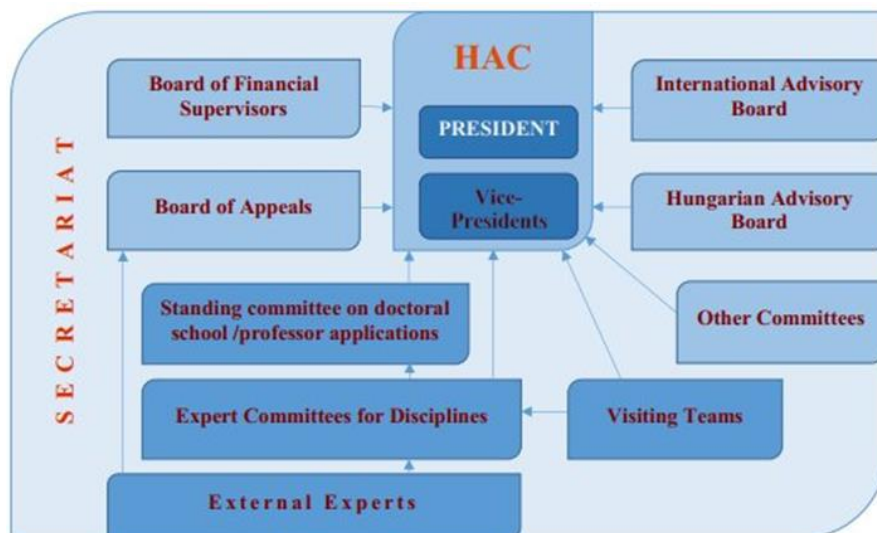 HAC
PRESIDENT
Vice-
Presidents
Board of Financial
Supervisors
Board of Appeals
International Advisory
Board
Hungarian Advisory
Board
Other Committees
Standing committee on doctoral
school /professor applications
Expert Committees for Disciplines
Visiting Teams
External Experts
SECRETARIAT